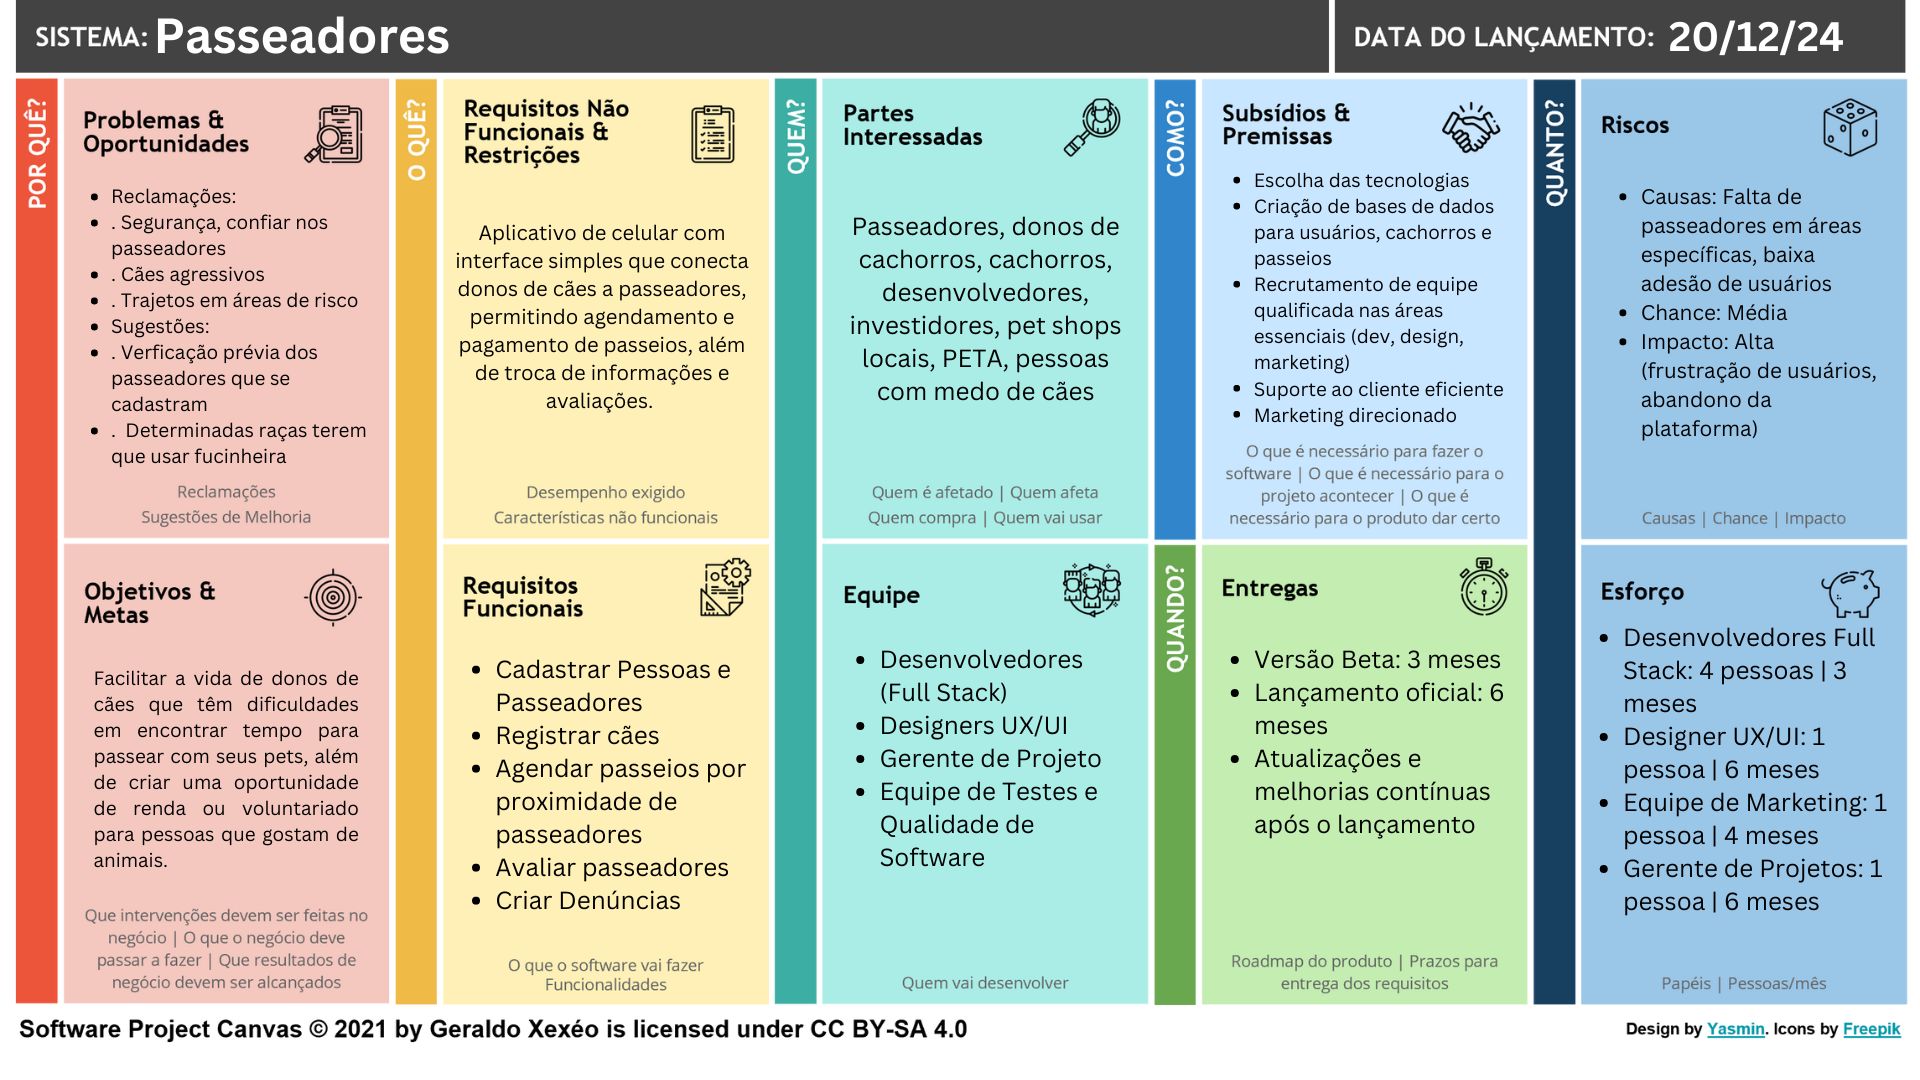 SISTEMA: Passeadores
DATA DO LANÇAMENTO: 20/12/24
POR QUÊ?
Problemas &
Oportunidades
• Reclamações:
• . Segurança, confiar nos
passeadores
• . Cães agressivos
• . Trajetos em áreas de risco
• Sugestões:
• . Verficação prévia dos
passeadores que se
cadastram
• .  Determinadas raças terem
que usar fucinheira
Reclamações
Sugestões de Melhoria
Objetivos &
Metas
Facilitar a vida de donos de
cães que têm dificuldades
em encontrar tempo para
passear com seus pets, além
de criar uma oportunidade
de renda ou voluntariado
para pessoas que gostam de
animais.
Que intervenções devem ser feitas no
negócio | O que o negócio deve
passar a fazer | Que resultados de
negócio devem ser alcançados
O QUÊ?
Requisitos Não
Funcionais &
Restrições
Aplicativo de celular com
interface simples que conecta
donos de cães a passeadores,
permitindo agendamento e
pagamento de passeios, além
de troca de informações e
avaliações.
Desempenho exigido
Características não funcionais
Requisitos
Funcionais
• Cadastrar Pessoas e
Passeadores
• Registrar cães
• Agendar passeios por
proximidade de
passeadores
• Avaliar passeadores
• Criar Denúncias
O que o software vai fazer
Funcionalidades
QUEM?
Partes
Interessadas
Passeadores, donos de
cachorros, cachorros,
desenvolvedores,
investidores, pet shops
locais, PETA, pessoas
com medo de cães
Quem é afetado | Quem afeta
Quem compra | Quem vai usar
Equipe
• Desenvolvedores
(Full Stack)
• Designers UX/UI
• Gerente de Projeto
• Equipe de Testes e
Qualidade de
Software
Quem vai desenvolver
COMO?
Subsídios &
Premissas
• Escolha das tecnologias
• Criação de bases de dados
para usuários, cachorros e
passeios
• Recrutamento de equipe
qualificada nas áreas
essenciais (dev, design,
marketing)
• Suporte ao cliente eficiente
• Marketing direcionado
O que é necessário para fazer o
software | O que é necessário para o
projeto acontecer | O que é
necessário para o produto dar certo
QUANDO?
Entregas
• Versão Beta: 3 meses
• Lançamento oficial: 6
meses
• Atualizações e
melhorias contínuas
após o lançamento
Roadmap do produto | Prazos para
entrega dos requisitos
QUANTO?
Riscos
• Causas: Falta de
passeadores em áreas
específicas, baixa
adesão de usuários
• Chance: Média
• Impacto: Alta
(frustração de usuários,
abandono da
plataforma)
Causas | Chance | Impacto
Esforço
• Desenvolvedores Full
Stack: 4 pessoas | 3
meses
• Designer UX/UI: 1
pessoa | 6 meses
• Equipe de Marketing: 1
pessoa | 4 meses
• Gerente de Projetos: 1
pessoa | 6 meses
Papéis | Pessoas/mês
Software Project Canvas © 2021 by Geraldo Xexéo is licensed under CC BY-SA 4.0
Design by Yasmin. Icons by Freepik